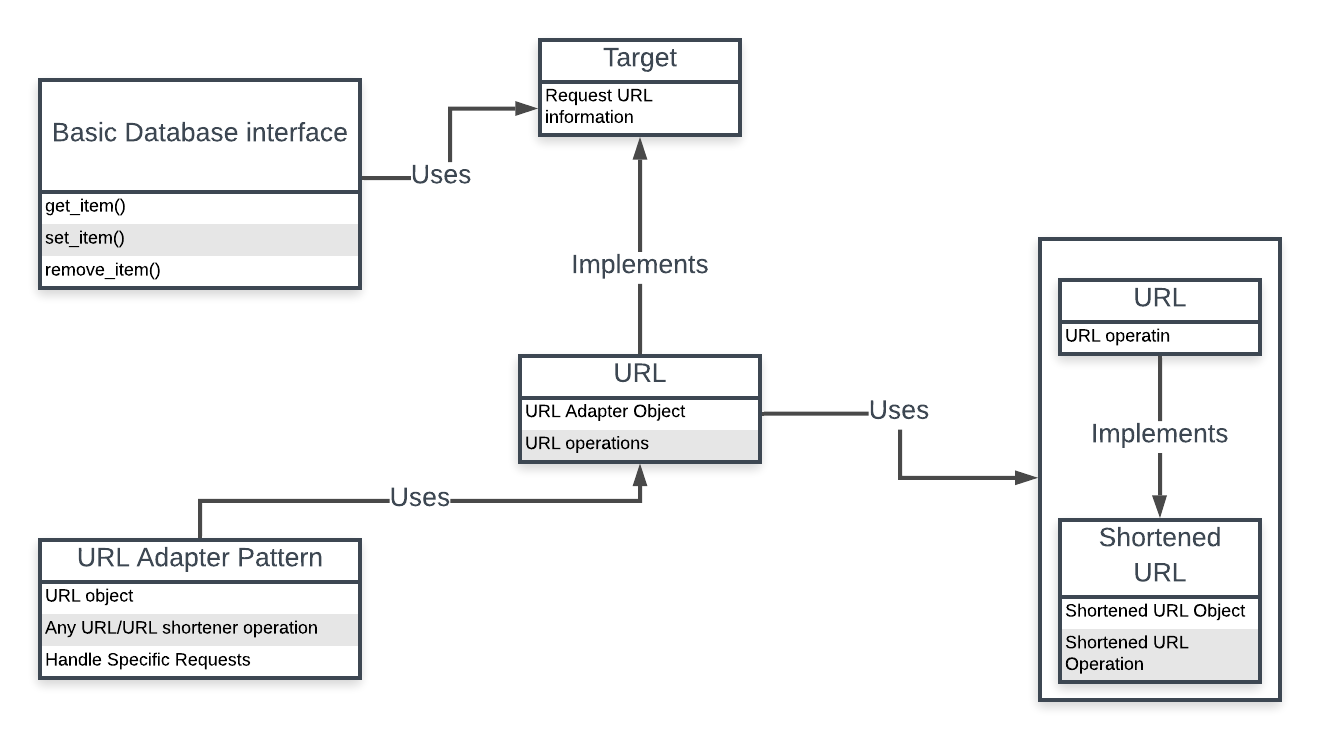 Target
Request URL
information
Basic Database interface
get_item()
set_item()
remove_item()
Uses
Implements
URL
URL Adapter Object
URL operations
Uses
URL
URL operatin
Implements
Shortened
URL
Shortened URL Object
Shortened URL
Operation
Uses
URL Adapter Pattern
URL object
Any URL/URL shortener operation
Handle Specific Requests